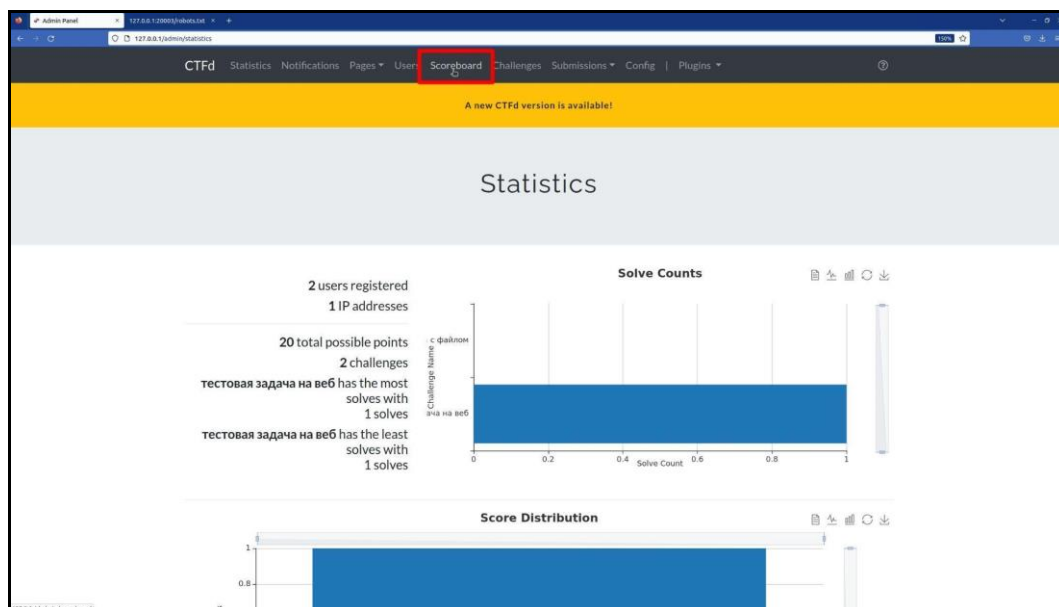 Admin Panel
127.0.0.1:20003/robots.txt
127.0.0.1/admin/statistics
150%
CTFd Statistics Notifications Pages Users Scoreboard Challenges Submissions Config | Plugins
A new CTFd version is available!
Statistics
2 users registered
1 IP addresses
20 total possible points
2 challenges
тестовая задача на веб has the most
solves with
1 solves
тестовая задача на веб has the least
solves with
1 solves
Solve Counts
Challenge Name
с файлом
ача на веб
0 0.2 0.4 0.6 0.8 1
Solve Count
Score Distribution
1
0.8